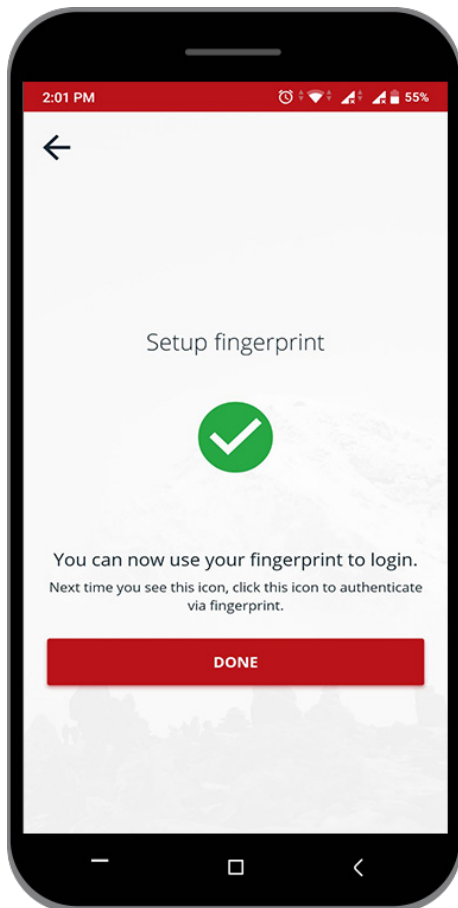 2:01 PM 55%
Setup fingerprint
You can now use your fingerprint to login.
Next time you see this icon, click this icon to authenticate
via fingerprint.
DONE